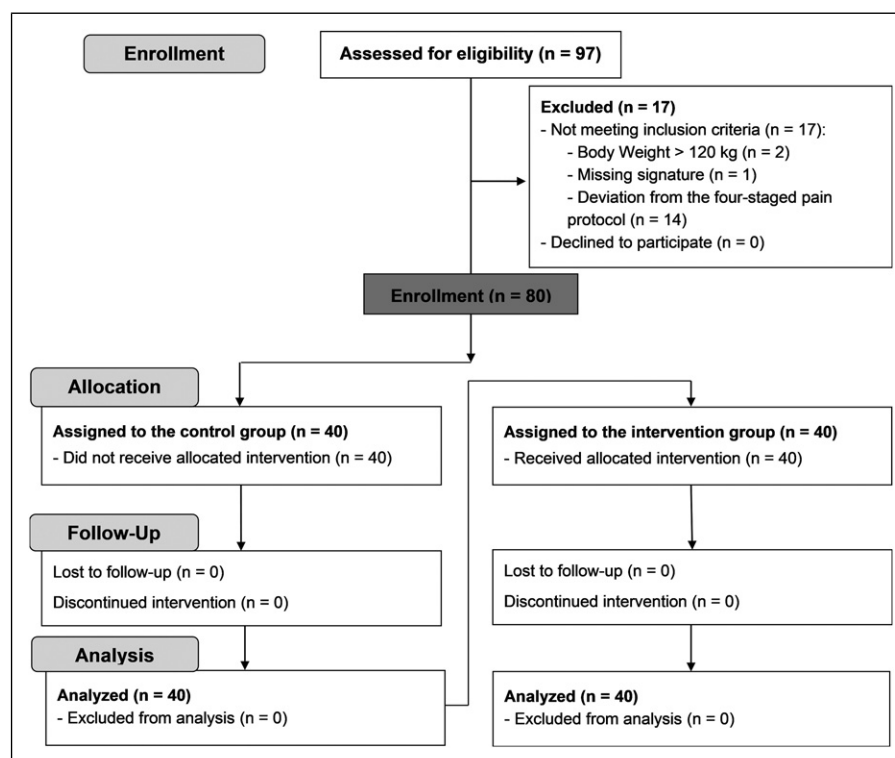 Enrollment
Assessed for eligibility (n = 97)
Excluded (n = 17)
- Not meeting inclusion criteria (n = 17):
- Body Weight > 120 kg (n = 2)
- Missing signature (n = 1)
- Deviation from the four-staged pain
protocol (n = 14)
- Declined to participate (n = 0)
Enrollment (n = 80)
Allocation
Assigned to the control group (n = 40)
- Did not receive allocated intervention (n = 40)
Assigned to the intervention group (n = 40)
- Received allocated intervention (n = 40)
Follow-Up
Lost to follow-up (n = 0)
Discontinued intervention (n = 0)
Lost to follow-up (n = 0)
Discontinued intervention (n = 0)
Analysis
Analyzed (n = 40)
- Excluded from analysis (n = 0)
Analyzed (n = 40)
- Excluded from analysis (n = 0)